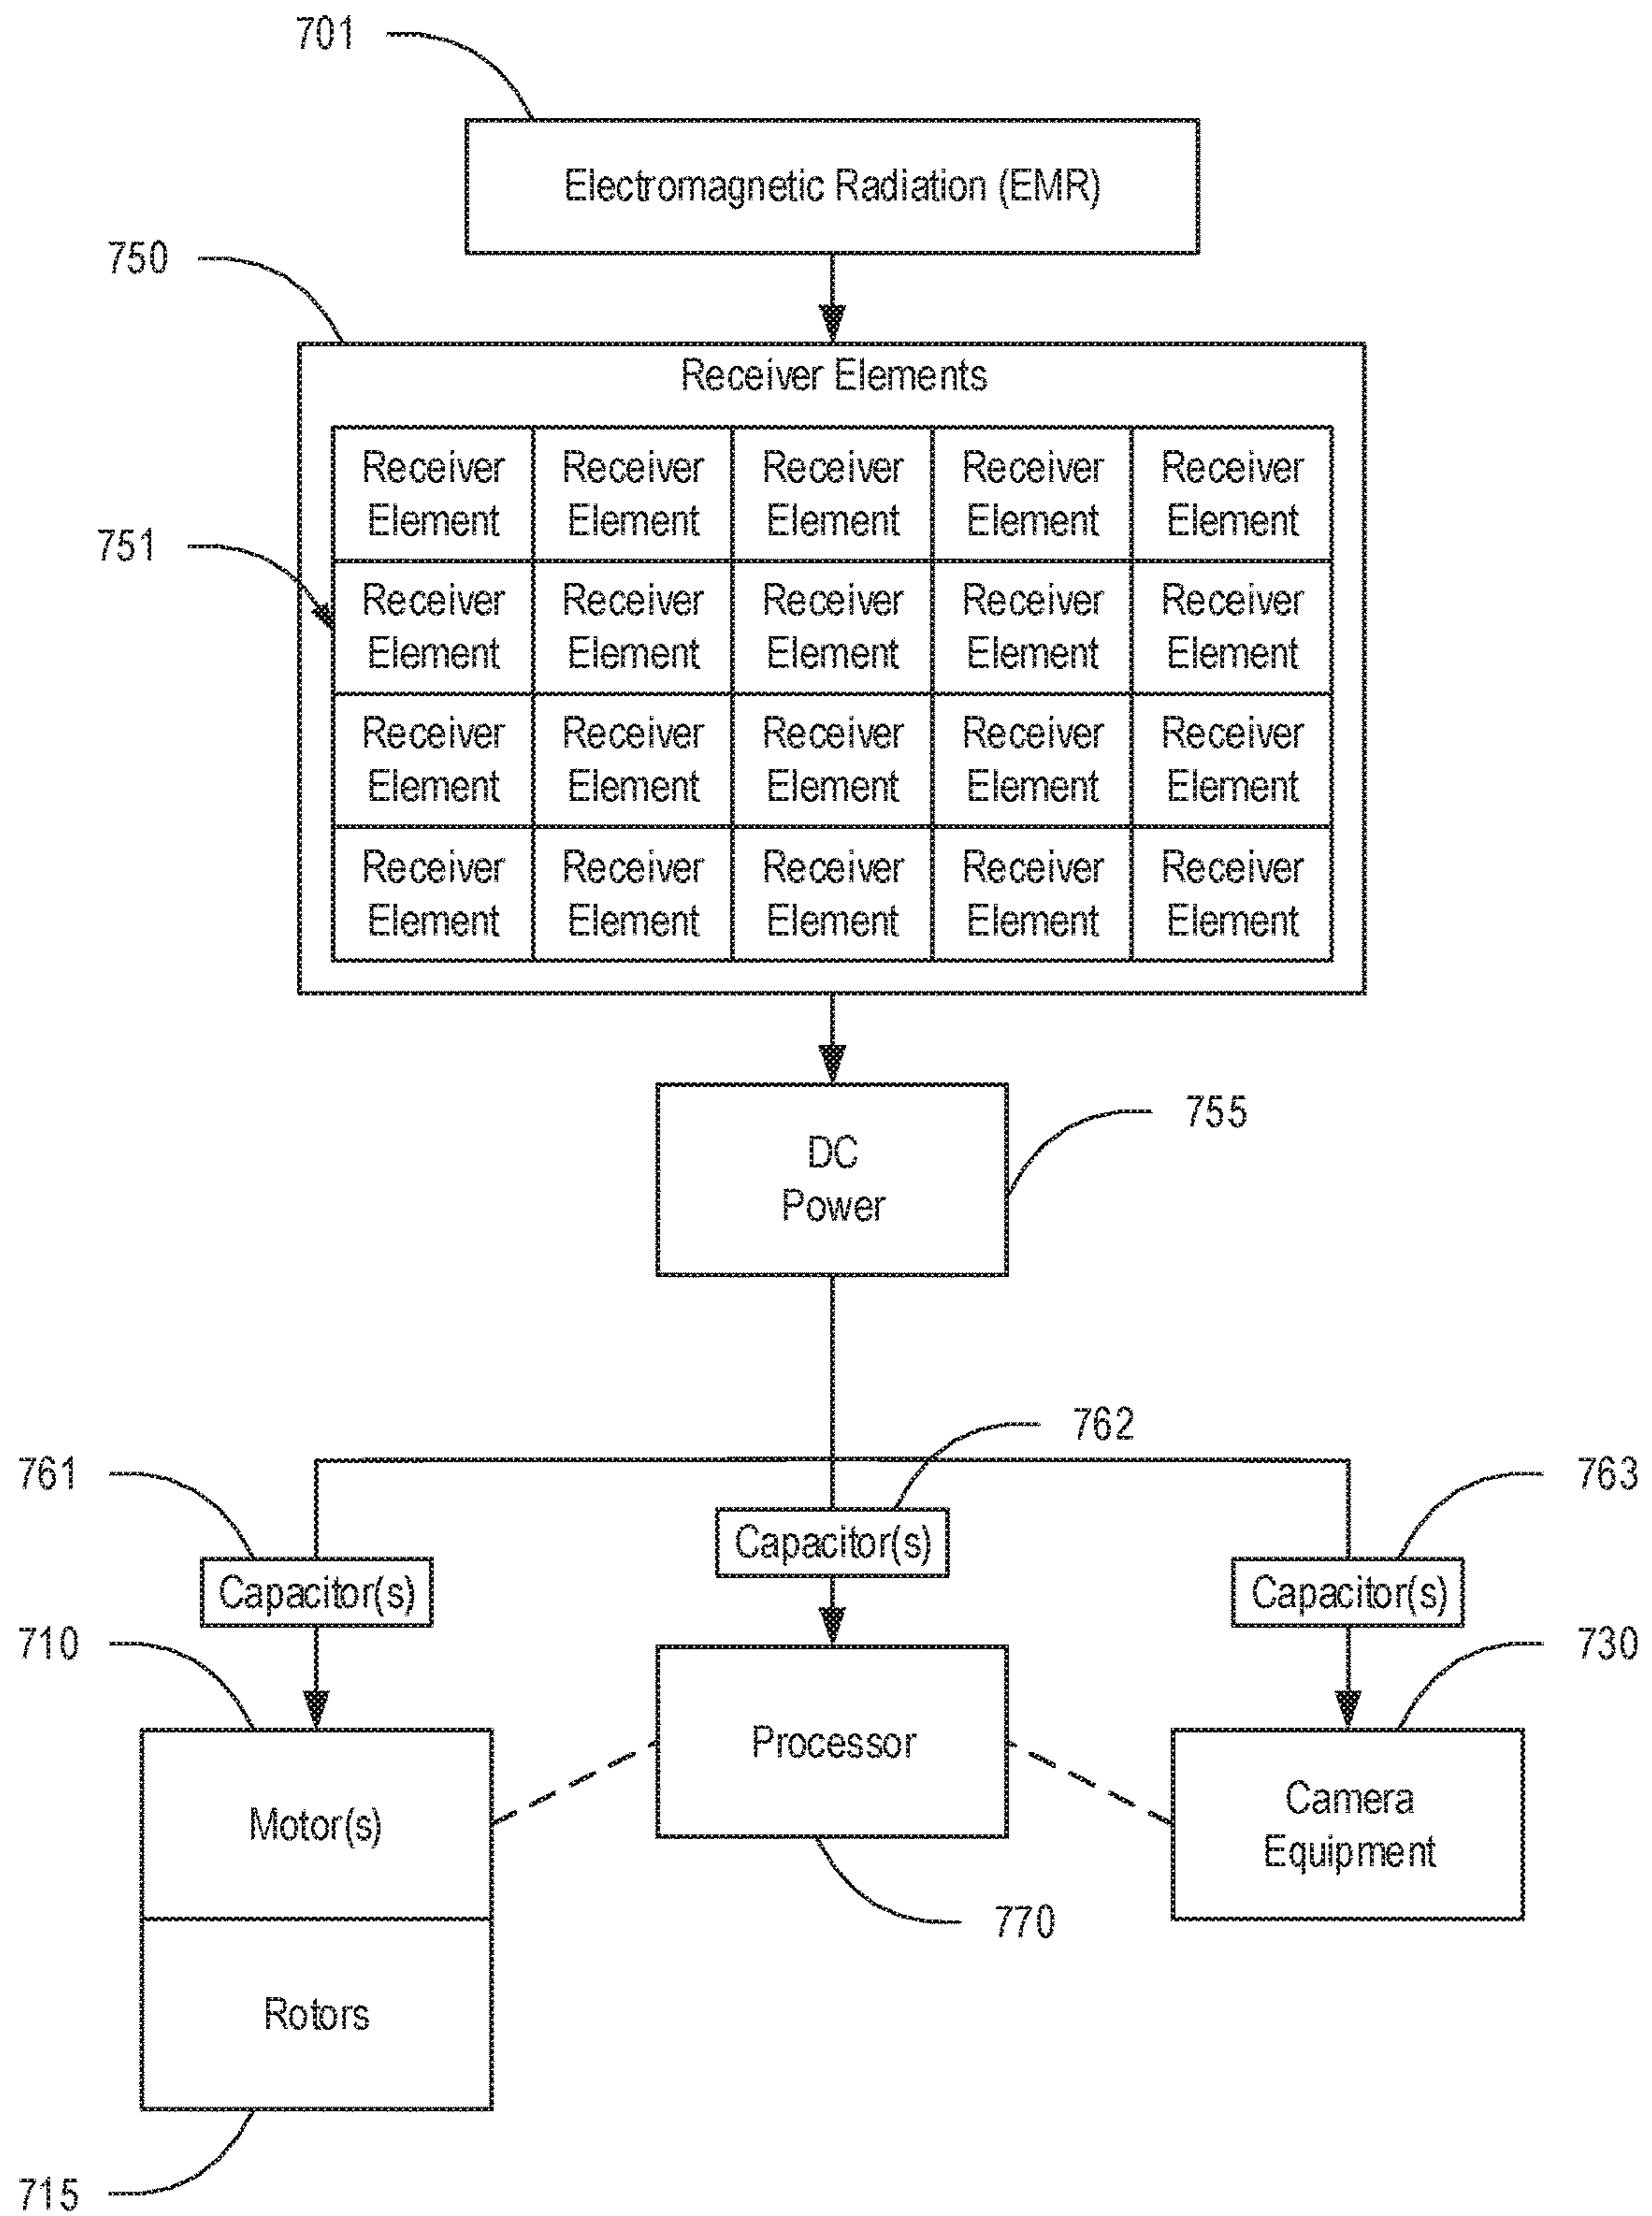 701
Electromagnetic Radiation (EMR)
750
Receiver Elements
Receiver Receiver Receiver Receiver Receiver
Element Element Element Element Element
751
Receiver Receiver Receiver Receiver Receiver
Element Element Element Element Element
Receiver Receiver Receiver Receiver Receiver
Element Element Element Element Element
Receiver Receiver Receiver Receiver Receiver
Element Element Element Element Element
755
DC
Power
762
761
763
Capacitor(s)
Capacitor(s)
Capacitor(s)
710
730
Processor
Motor(s)
Camera
Equipment
770
Rotors
715